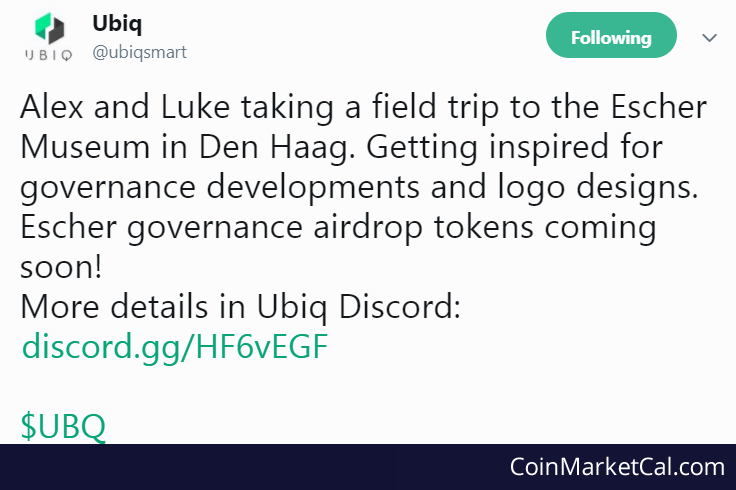 Ubiq
@ubiqsmart
UBIQ
Following
Alex and Luke taking a field trip to the Escher
Museum in Den Haag. Getting inspired for
governance developments and logo designs.
Escher governance airdrop tokens coming
soon!
More details in Ubiq Discord:
discord.gg/HF6vEGF
$UBQ
CoinMarketCal.com